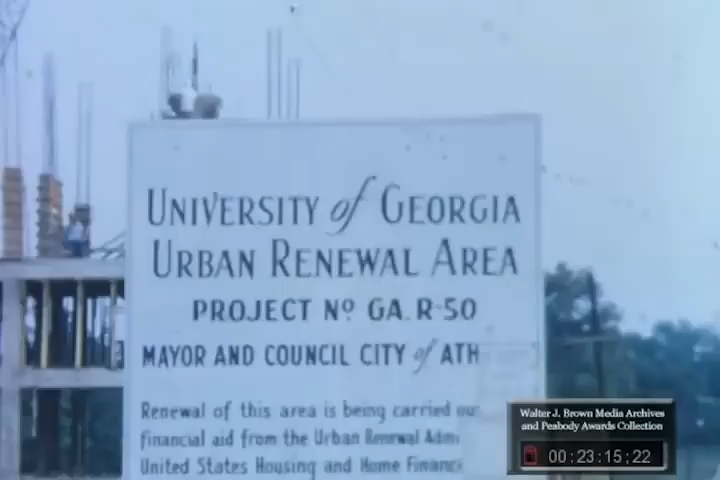 UNIVERSITY of GEORGIA
URBAN RENEWAL AREA
PROJECT Nº GA. R-50
MAYOR AND COUNCIL CITY of ATH
Renewal of this area is being carried ou
financial aid from the Urban Renewal Admi
United States Housing and Home Financ
Walter J. Brown Media Archives
and Peabody Awards Collection
00:23:15;22